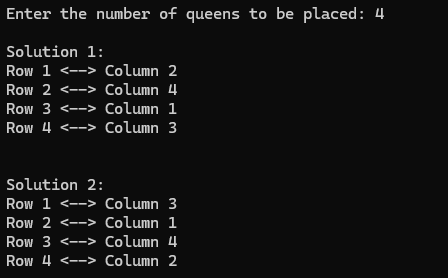 Enter the number of queens to be placed: 4
Solution 1:
Row 1 <--> Column 2
Row 2 <--> Column 4
Row 3 <--> Column 1
Row 4 <--> Column 3
Solution 2:
Row 1 <--> Column 3
Row 2 <--> Column 1
Row 3 <--> Column 4
Row 4 <--> Column 2